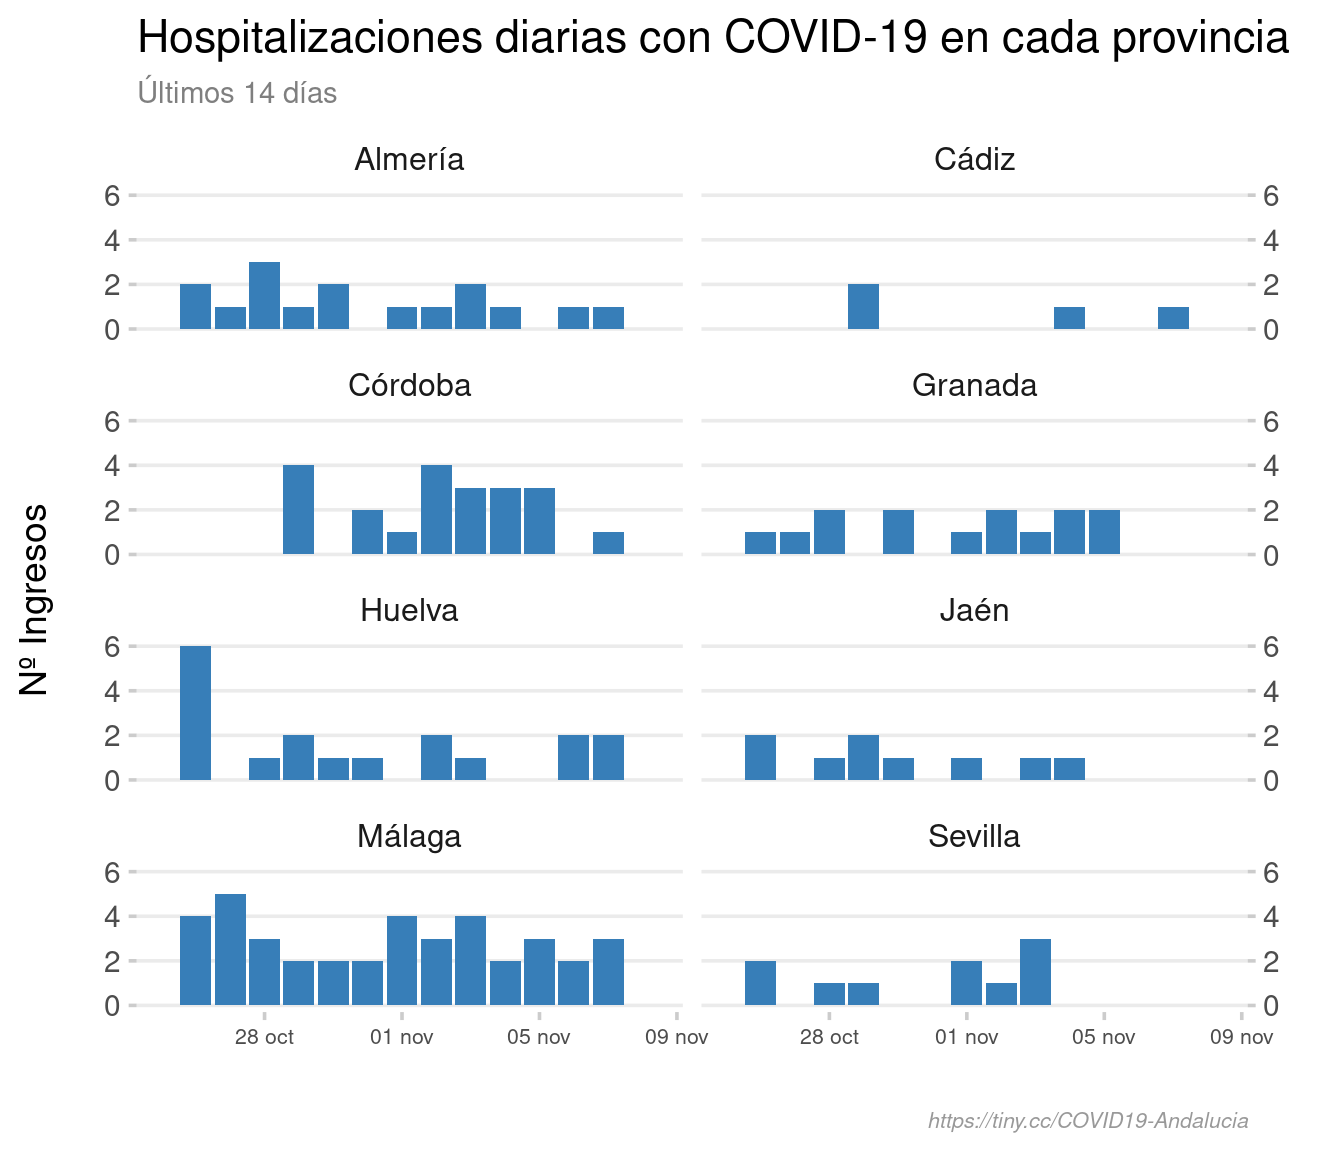 Hospitalizaciones diarias con COVID-19 en cada provincia
Últimos 14 días
Almería
Cádiz
6
4
2
0
6
4
2
0
Córdoba
Granada
6
4
2
0
6
4
2
0
Nº Ingresos
Huelva
Jaén
6
4
2
0
6
4
2
0
Málaga
Sevilla
6
4
2
0
6
4
2
0
28 oct 01 nov 05 nov 09 nov 28 oct 01 nov 05 nov 09 nov
https://tiny.cc/COVID19-Andalucia